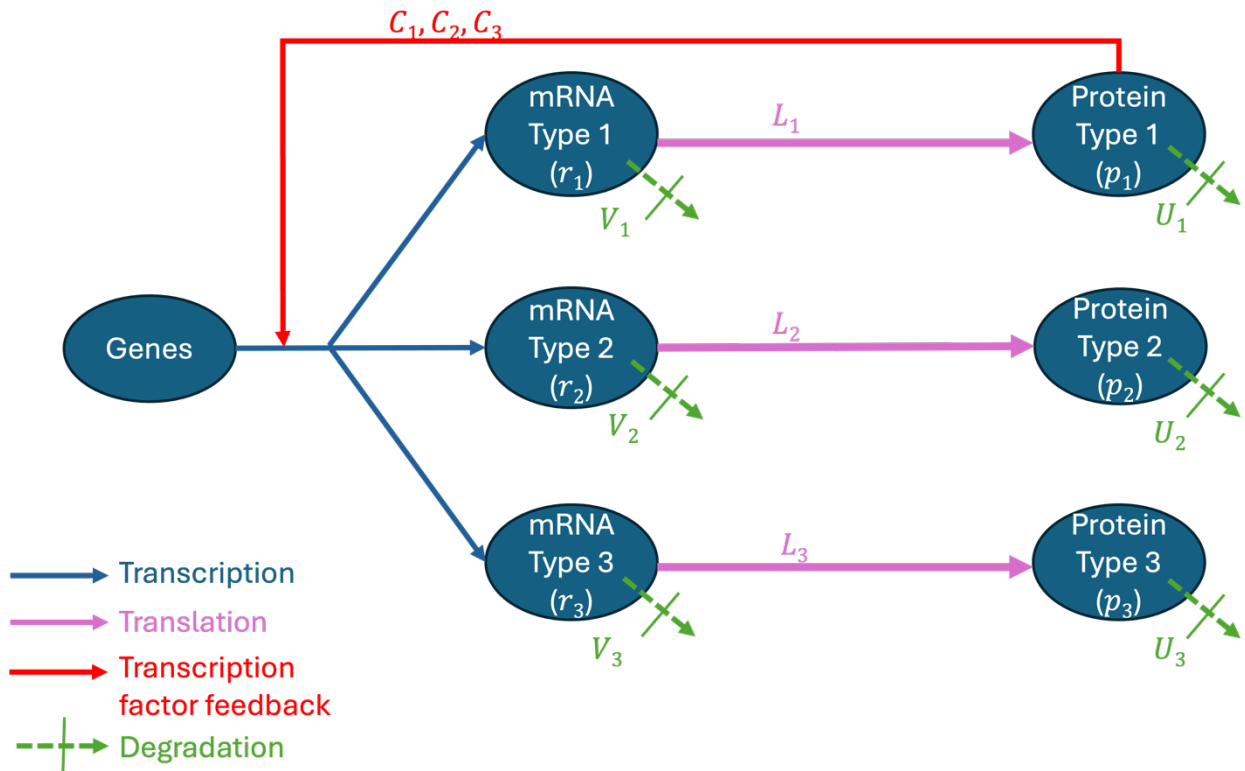 C₁, C₂, C₃
mRNA
Type 1
(r₁)
L₁
Protein
Type 1
(p₁)
V₁
U₁
Genes
mRNA
Type 2
(r₂)
L₂
Protein
Type 2
(p₂)
V₂
U₂
mRNA
Type 3
(r₃)
L₃
Protein
Type 3
(p₃)
V₃
U₃
Transcription
Translation
Transcription
factor feedback
Degradation